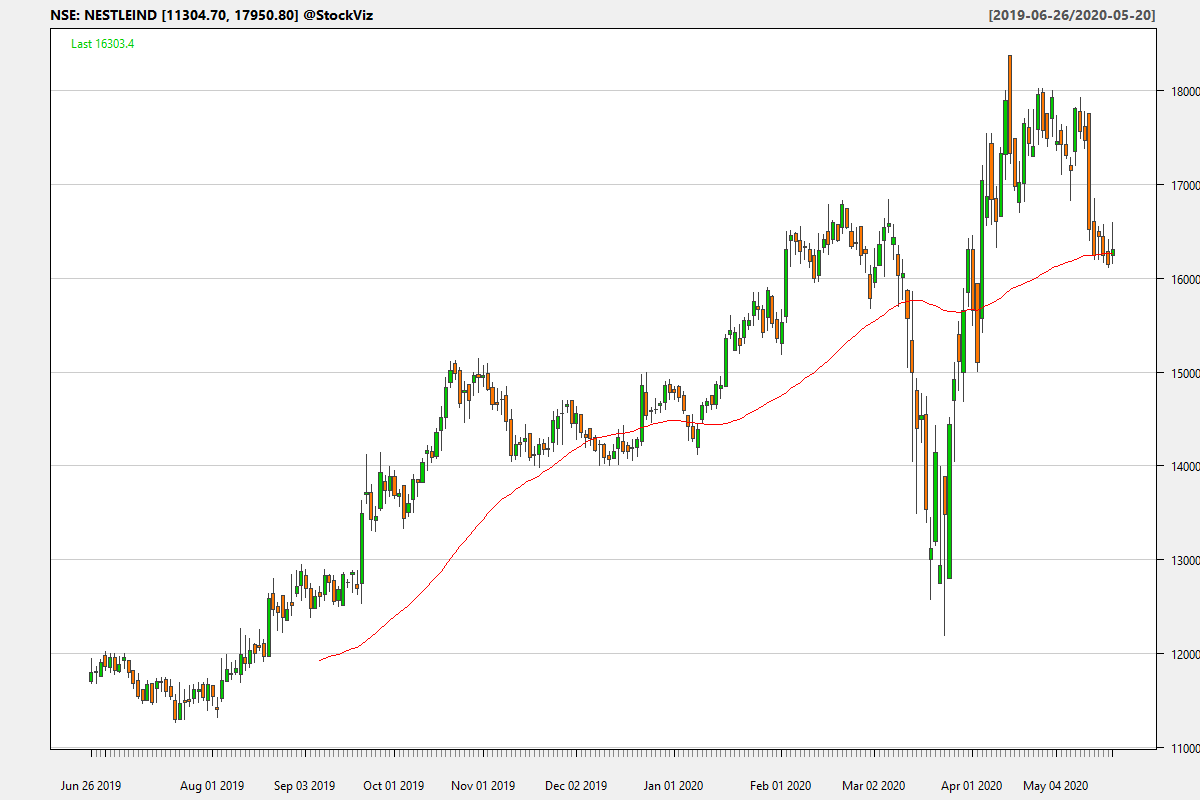 NSE: NESTLEIND [11304.70, 17950.80] @StockViz [2019-06-26/2020-05-20]
Last 16303.4
18000
17000
16000
15000
14000
13000
12000
11000
Jun 26 2019 Aug 01 2019 Sep 03 2019 Oct 01 2019 Nov 01 2019 Dec 02 2019 Jan 01 2020 Feb 01 2020 Mar 02 2020 Apr 01 2020 May 04 2020